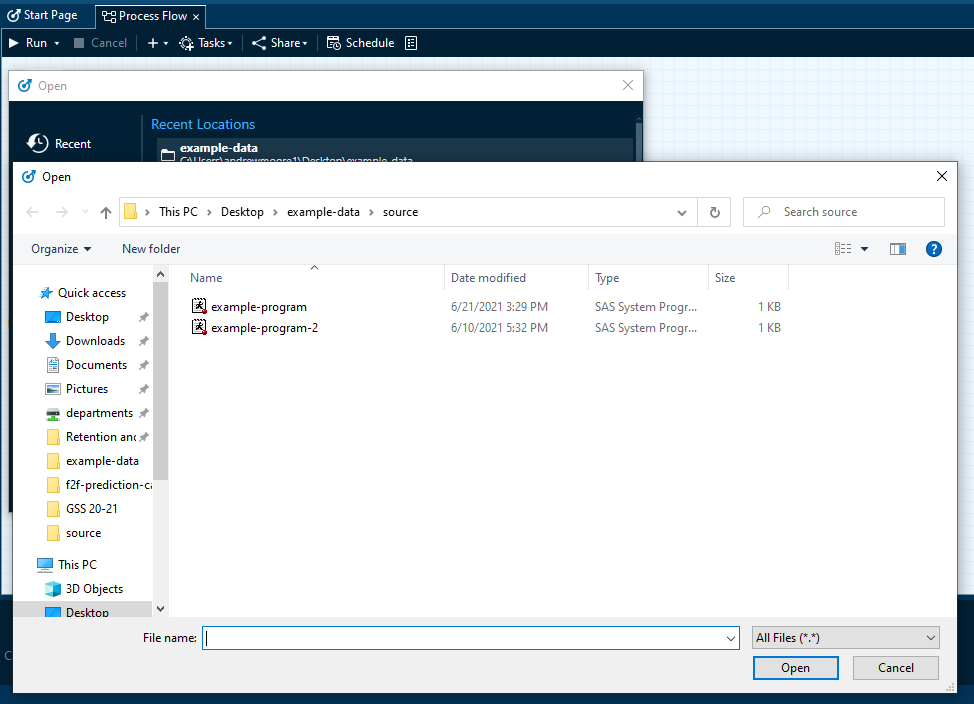 Start Page Process Flow ×
Run Cancel Tasks Share Schedule
Open
Recent Recent Locations
example-data
C:\Users\andrewmoore1\Desktop\example_data
Open
This PC Desktop example-data source Search source
Organize New folder
Name Date modified Type Size
example-program 6/21/2021 3:29 PM SAS System Progr... 1 KB
example-program-2 6/10/2021 5:32 PM SAS System Progr... 1 KB
Quick access
Desktop
Downloads
Documents
Pictures
departments
Retention an
example-data
f2f-prediction-c
GSS 20-21
source
This PC
3D Objects
Desktop
File name: All Files (*.*)
Open Cancel